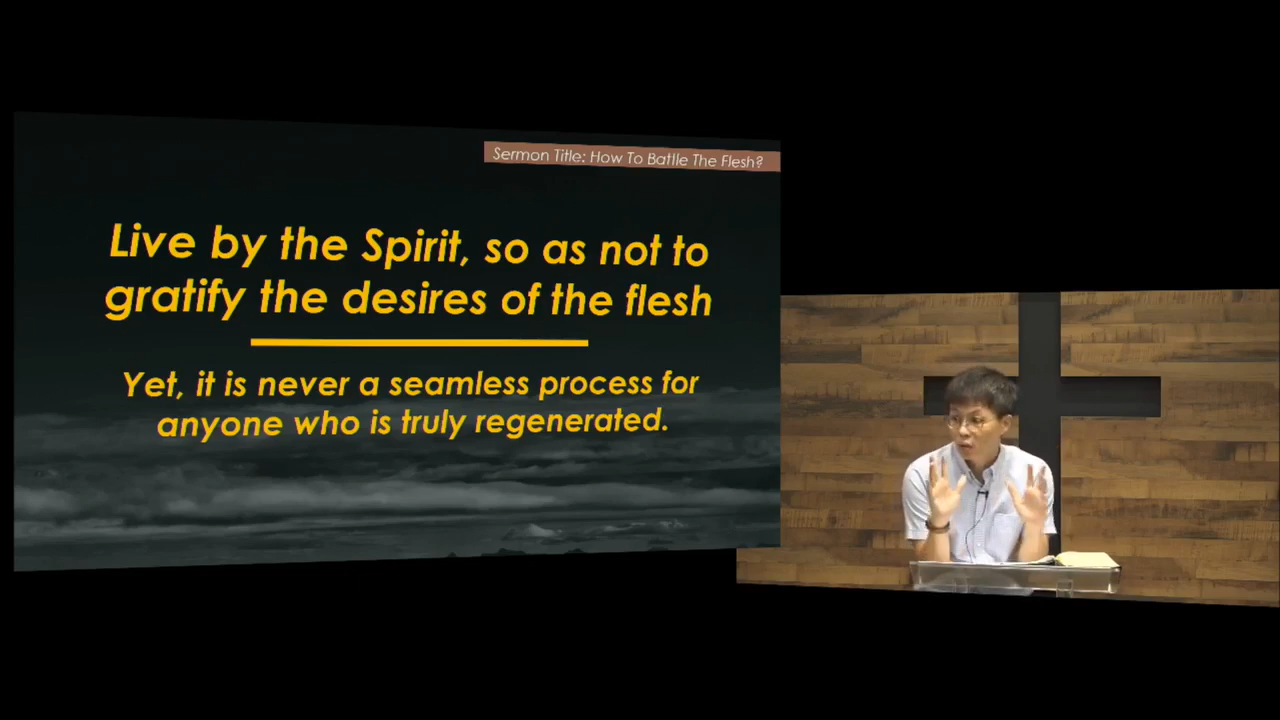 Sermon Title: How To Battle The Flesh?
Live by the Spirit, so as not to
gratify the desires of the flesh
Yet, it is never a seamless process for
anyone who is truly regenerated.